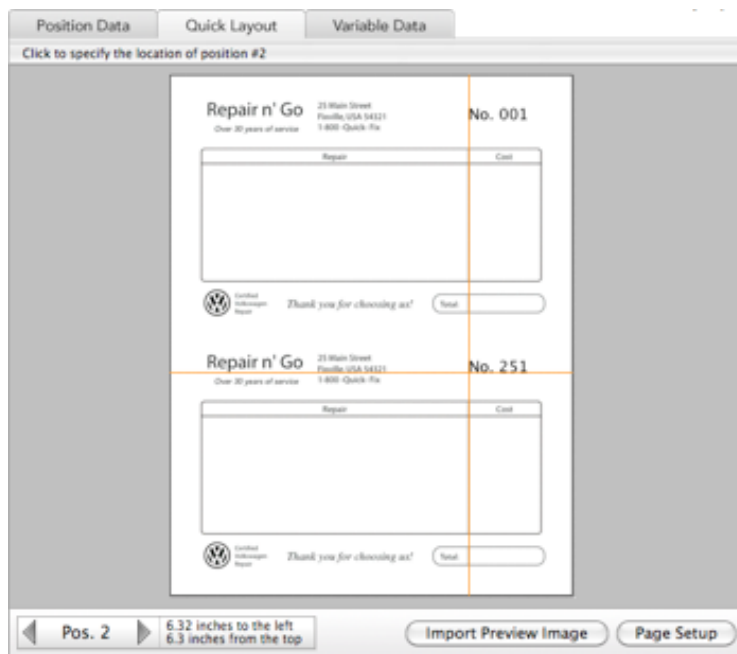 Position Data
Quick Layout
Variable Data
Click to specify the location of position #2
Repair n' Go
Over 30 years of service
25 Main Street
Fixville, USA 54321
1-800-Quick-Fix
No. 001
Repair
Cost
Certified
Volkswagen
Repair
Thank you for choosing us!
Total:
Repair n' Go
Over 30 years of service
25 Main Street
Fixville, USA 54321
1-800-Quick-Fix
No. 251
Repair
Cost
Certified
Volkswagen
Repair
Thank you for choosing us!
Total:
Pos. 2
6.32 inches to the left
6.3 inches from the top
Import Preview Image
Page Setup